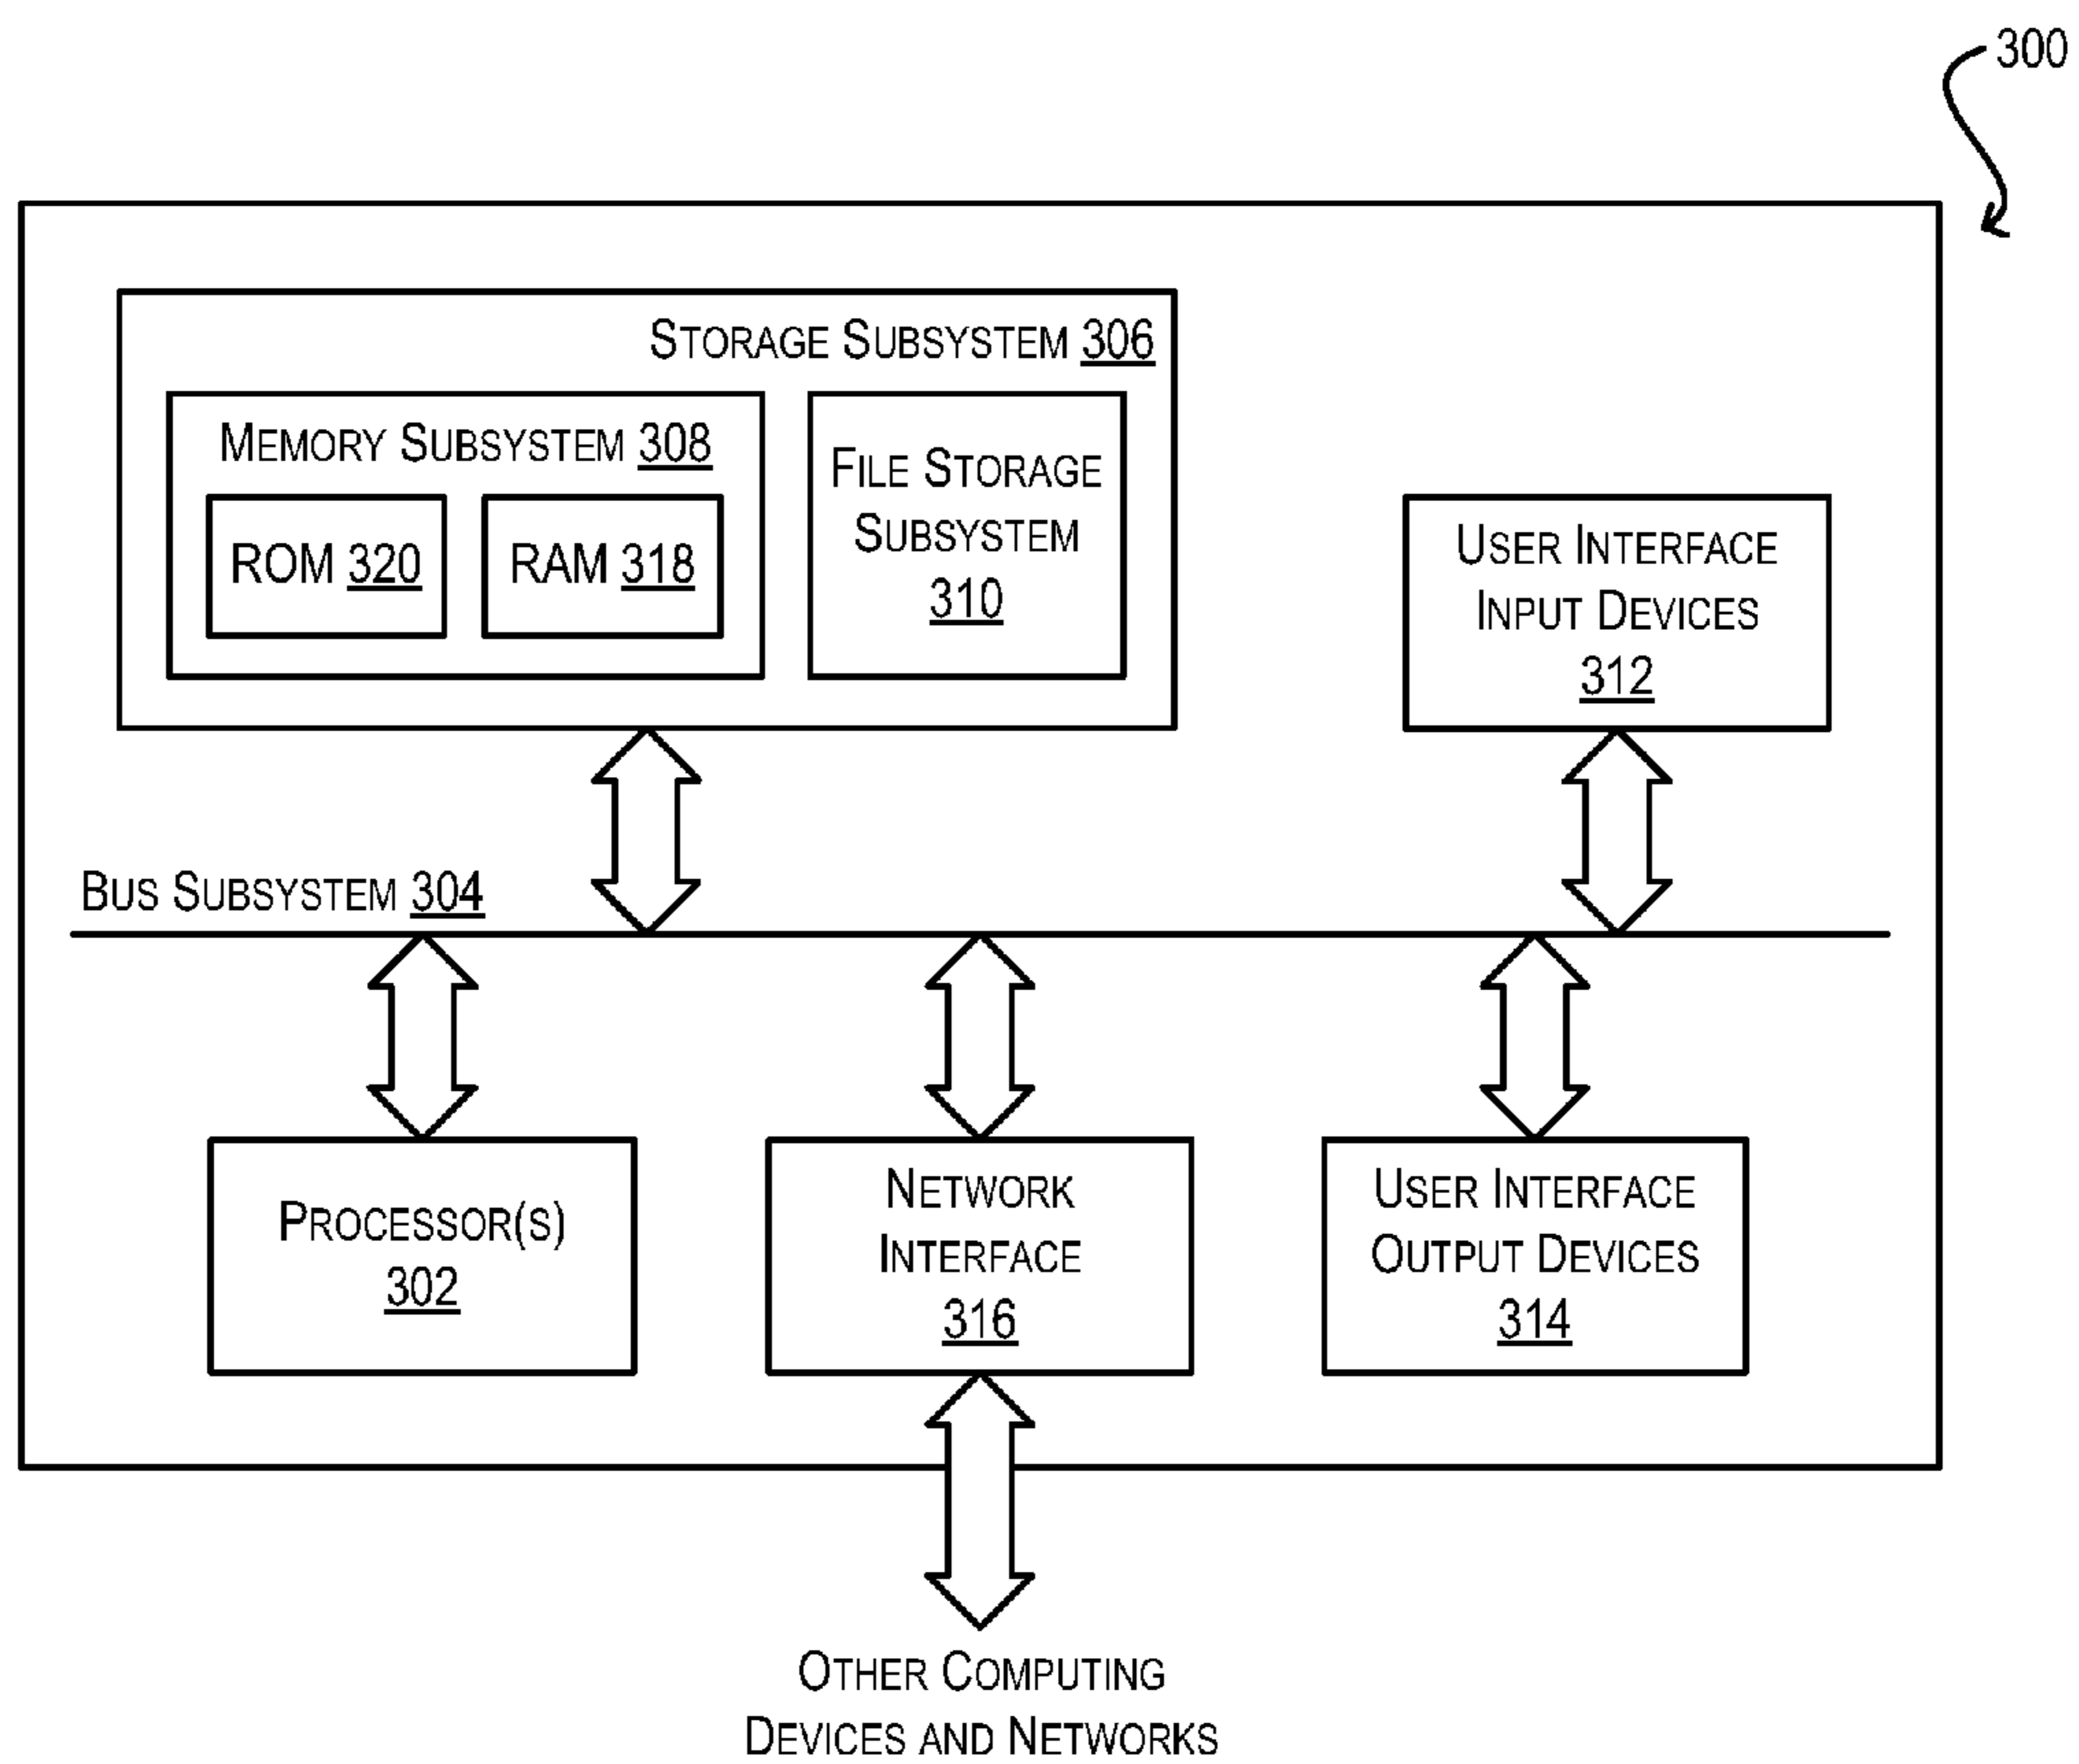 300
STORAGE SUBSYSTEM 306
MEMORY SUBSYSTEM 308
ROM 320
RAM 318
FILE STORAGE
SUBSYSTEM
310
USER INTERFACE
INPUT DEVICES
312
BUS SUBSYSTEM 304
PROCESSOR(S)
302
NETWORK
INTERFACE
316
USER INTERFACE
OUTPUT DEVICES
314
OTHER COMPUTING
DEVICES AND NETWORKS